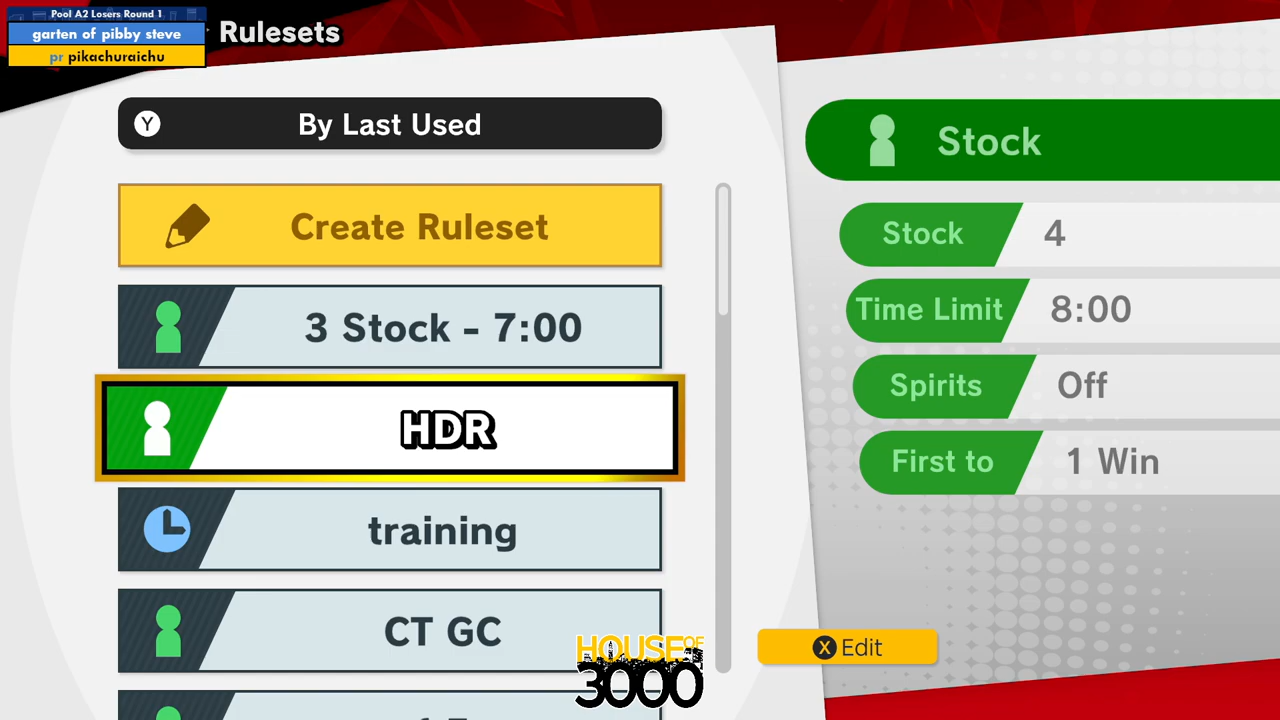 Pool A2 Losers Round 1
garten of pibby steve
pr pikachuraichu
Rulesets
Y By Last Used
Create Ruleset
3 Stock - 7:00
HDR
training
CT GC
Stock
Stock 4
Time Limit 8:00
Spirits Off
First to 1 Win
X Edit
HOUSE OF
3000